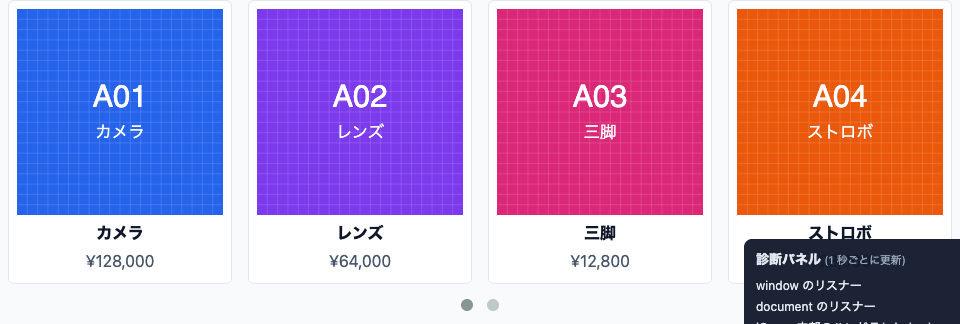 A01
カメラ
カメラ
¥128,000
A02
レンズ
レンズ
¥64,000
A03
三脚
三脚
¥12,800
A04
ストロボ
ストロボ
診断パネル (1 秒ごとに更新)
window のリスナー
document のリスナー